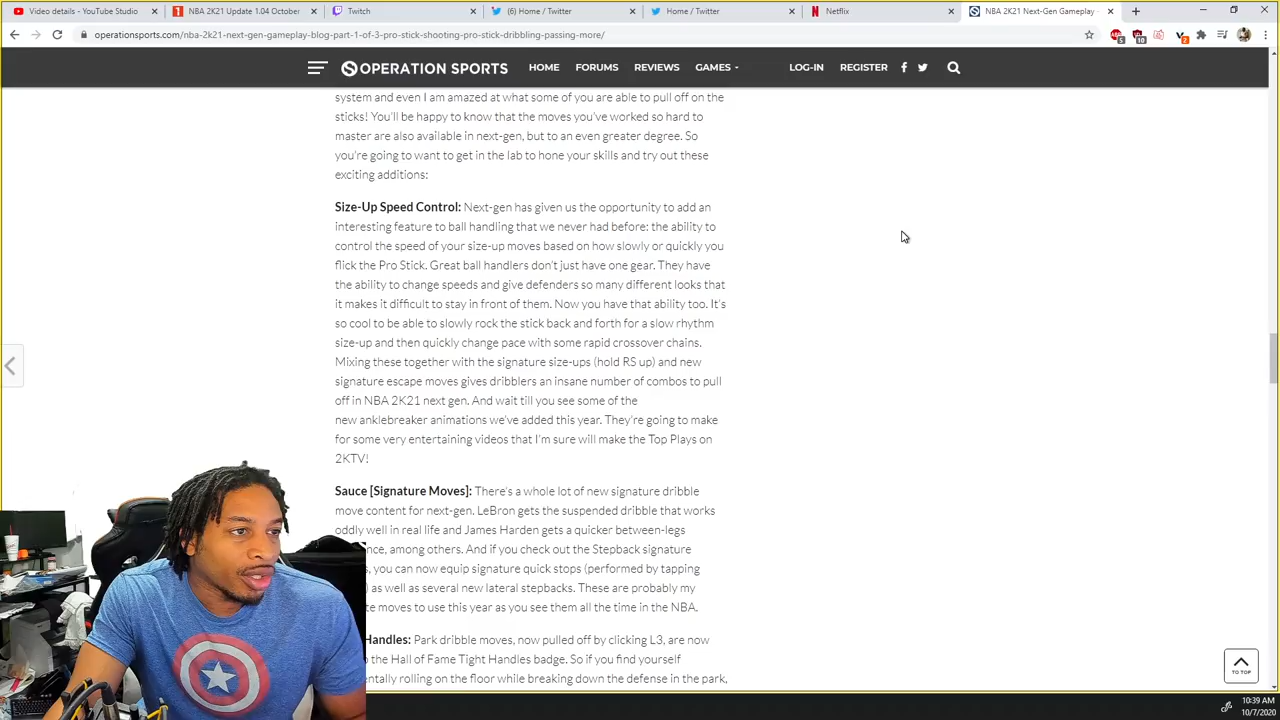 Video details - YouTube Studio
NBA 2K21 Update 1.04 October
Twitch
(6) Home / Twitter
Home / Twitter
Netflix
NBA 2K21 Next-Gen Gameplay -
operationsports.com/nba-2k21-next-gen-gameplay-blog-part-1-of-3-pro-stick-shooting-pro-stick-dribbling-passing-more/
OPERATION SPORTS
HOME
FORUMS
REVIEWS
GAMES
LOG-IN
REGISTER
system and even I am amazed at what some of you are able to pull off on the
sticks! You'll be happy to know that the moves you've worked so hard to
master are also available in next-gen, but to an even greater degree. So
you're going to want to get in the lab to hone your skills and try out these
exciting additions:
Size-Up Speed Control: Next-gen has given us the opportunity to add an
interesting feature to ball handling that we never had before: the ability to
control the speed of your size-up moves based on how slowly or quickly you
flick the Pro Stick. Great ball handlers don't just have one gear. They have
the ability to change speeds and give defenders so many different looks that
it makes it difficult to stay in front of them. Now you have that ability too. It's
so cool to be able to slowly rock the stick back and forth for a slow rhythm
size-up and then quickly change pace with some rapid crossover chains.
Mixing these together with the signature size-ups (hold RS up) and new
signature escape moves gives dribblers an insane number of combos to pull
off in NBA 2K21 next gen. And wait till you see some of the
new anklebreaker animations we've added this year. They're going to make
for some very entertaining videos that I'm sure will make the Top Plays on
2KTV!
Sauce [Signature Moves]: There's a whole lot of new signature dribble
move content for next-gen. LeBron gets the suspended dribble that works
oddly well in real life and James Harden gets a quicker between-legs
nce, among others. And if you check out the Stepback signature
, you can now equip signature quick stops (performed by tapping
) as well as several new lateral stepbacks. These are probably my
te moves to use this year as you see them all the time in the NBA.
Handles: Park dribble moves, now pulled off by clicking L3, are now
the Hall of Fame Tight Handles badge. So if you find yourself
entally rolling on the floor while breaking down the defense in the park,
TO TOP
10:39 AM
10/7/2020